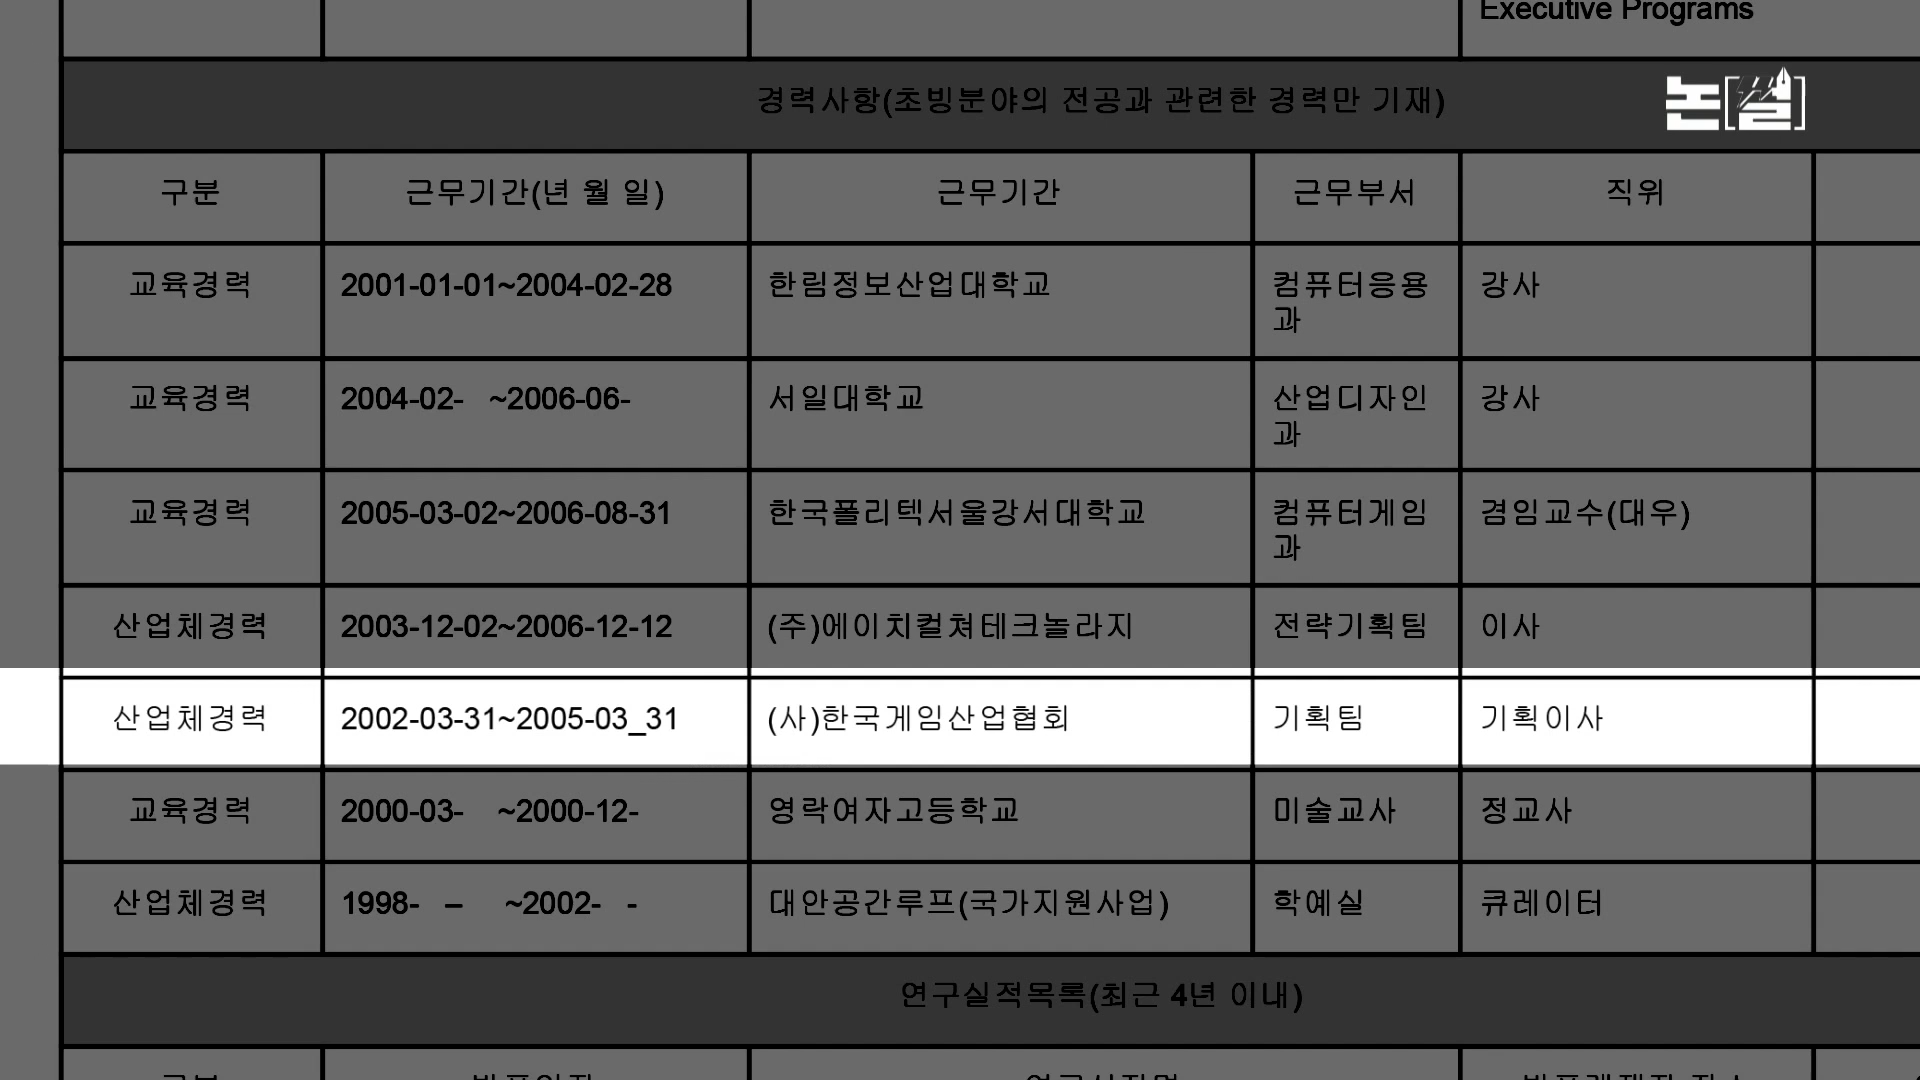 Executive Programs
경력사항(초빙분야의 전공과 관련한 경력만 기재)
논[썰]
구분 근무기간(년 월 일) 근무기간 근무부서 직위
교육경력 2001-01-01~2004-02-28 한림정보산업대학교 컴퓨터응용 강사
과
교육경력 2004-02- ~2006-06- 서일대학교 산업디자인 강사
과
교육경력 2005-03-02~2006-08-31 한국폴리텍서울강서대학교 컴퓨터게임 겸임교수(대우)
과
산업체경력 2003-12-02~2006-12-12 (주)에이치컬쳐테크놀라지 전략기획팀 이사
산업체경력 2002-03-31~2005-03_31 (사)한국게임산업협회 기획팀 기획이사
교육경력 2000-03- ~2000-12- 영락여자고등학교 미술교사 정교사
산업체경력 1998- – ~2002- - 대안공간루프(국가지원사업) 학예실 큐레이터
연구실적목록(최근 4년 이내)